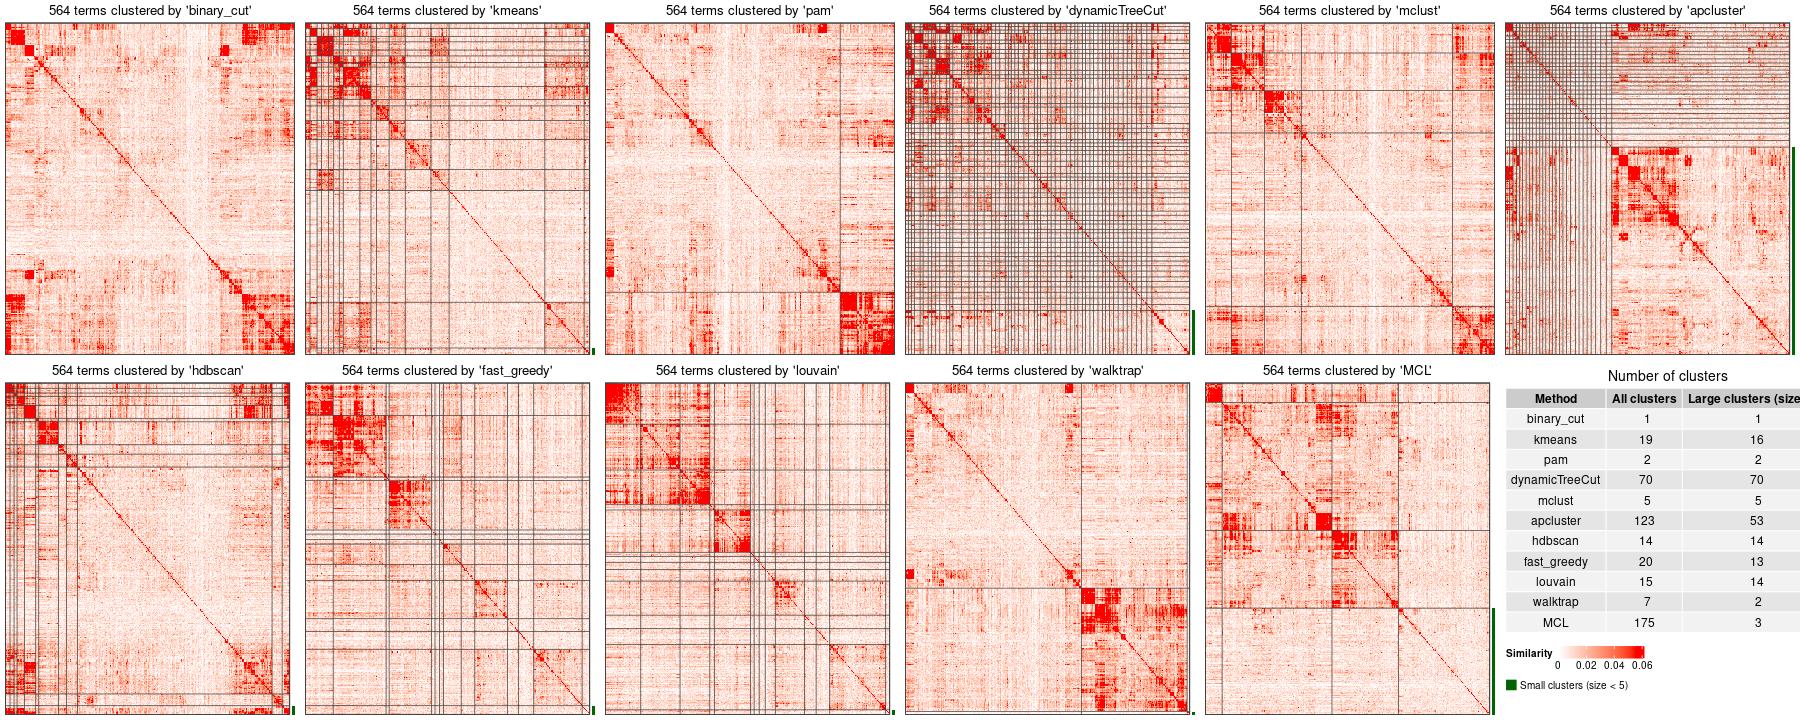 564 terms clustered by 'binary_cut'
564 terms clustered by 'kmeans'
564 terms clustered by 'pam'
564 terms clustered by 'dynamicTreeCut'
564 terms clustered by 'mclust'
564 terms clustered by 'apcluster'
564 terms clustered by 'hdbscan'
564 terms clustered by 'fast_greedy'
564 terms clustered by 'louvain'
564 terms clustered by 'walktrap'
564 terms clustered by 'MCL'
Number of clusters
Method All clusters Large clusters (size
binary_cut 1 1
kmeans 19 16
pam 2 2
dynamicTreeCut 70 70
mclust 5 5
apcluster 123 53
hdbscan 14 14
fast_greedy 20 13
louvain 15 14
walktrap 7 2
MCL 175 3
Similarity
0 0.02 0.04 0.06
Small clusters (size < 5)